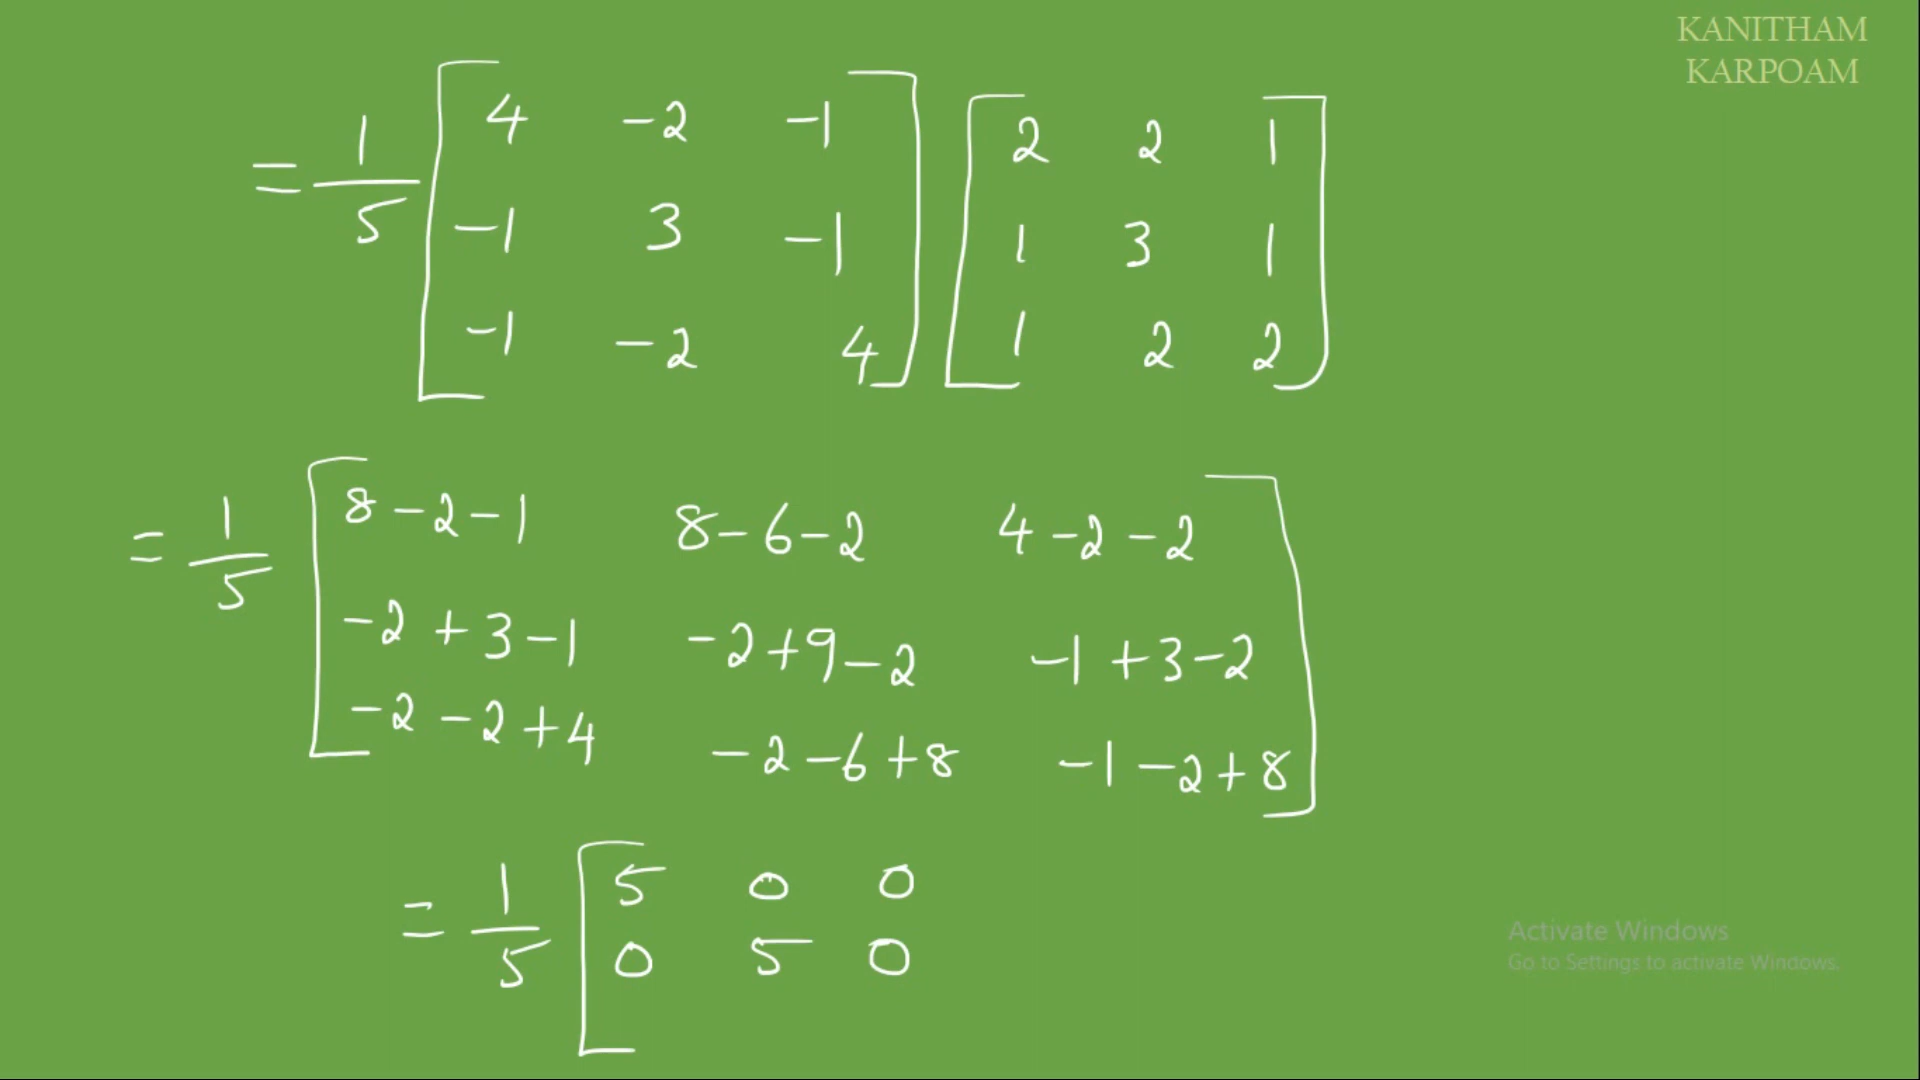 KANITHAM
KARPOAM
= 1/5 [ 4 -2 -1 ] [ 2 2 1 ]
[ -1 3 -1 ] [ 1 3 1 ]
[ -1 -2 4 ] [ 1 2 2 ]
= 1/5 [ 8-2-1 8-6-2 4-2-2 ]
[ -2+3-1 -2+9-2 -1+3-2 ]
[ -2-2+4 -2-6+8 -1-2+8 ]
= 1/5 [ 5 0 0
0 5 0
Activate Windows
Go to Settings to activate Windows.